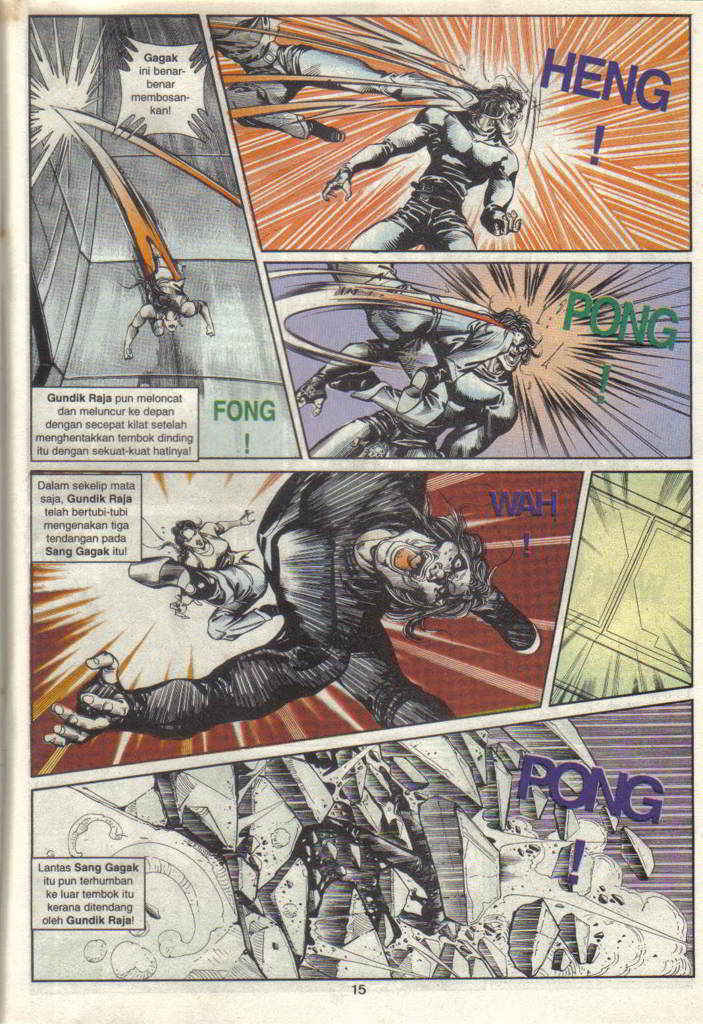 Gagak
ini benar-
benar
membosan-
kan!
HENG
!
PONG
!
FONG
!
Gundik Raja pun meloncat
dan meluncur ke depan
dengan secepat kilat setelah
menghentakkan tembok dinding
itu dengan sekuat-kuat hatinya!
Dalam sekelip mata
saja, Gundik Raja
telah bertubi-tubi
mengenakan tiga
tendangan pada
Sang Gagak itu!
WAH
!
PONG
!
Lantas Sang Gagak
itu pun terhumban
ke luar tembok itu
kerana ditendang
oleh Gundik Raja!
15